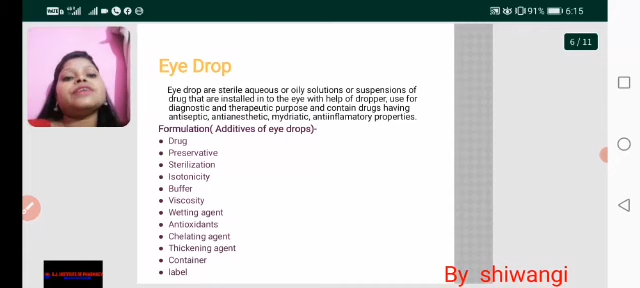 91% 6:15
6 / 11
Eye Drop
Eye drop are sterile aqueous or oily solutions or suspensions of
drug that are installed in to the eye with help of dropper, use for
diagnostic and therapeutic purpose and contain drugs having
antiseptic, antianesthetic, mydriatic, antiinflamatory properties.
Formulation( Additives of eye drops)-
● Drug
● Preservative
● Sterilization
● Isotonicity
● Buffer
● Viscosity
● Wetting agent
● Antioxidants
● Chelating agent
● Thickening agent
● Container
● label
INSTITUTE OF PHARMACY
By shiwangi